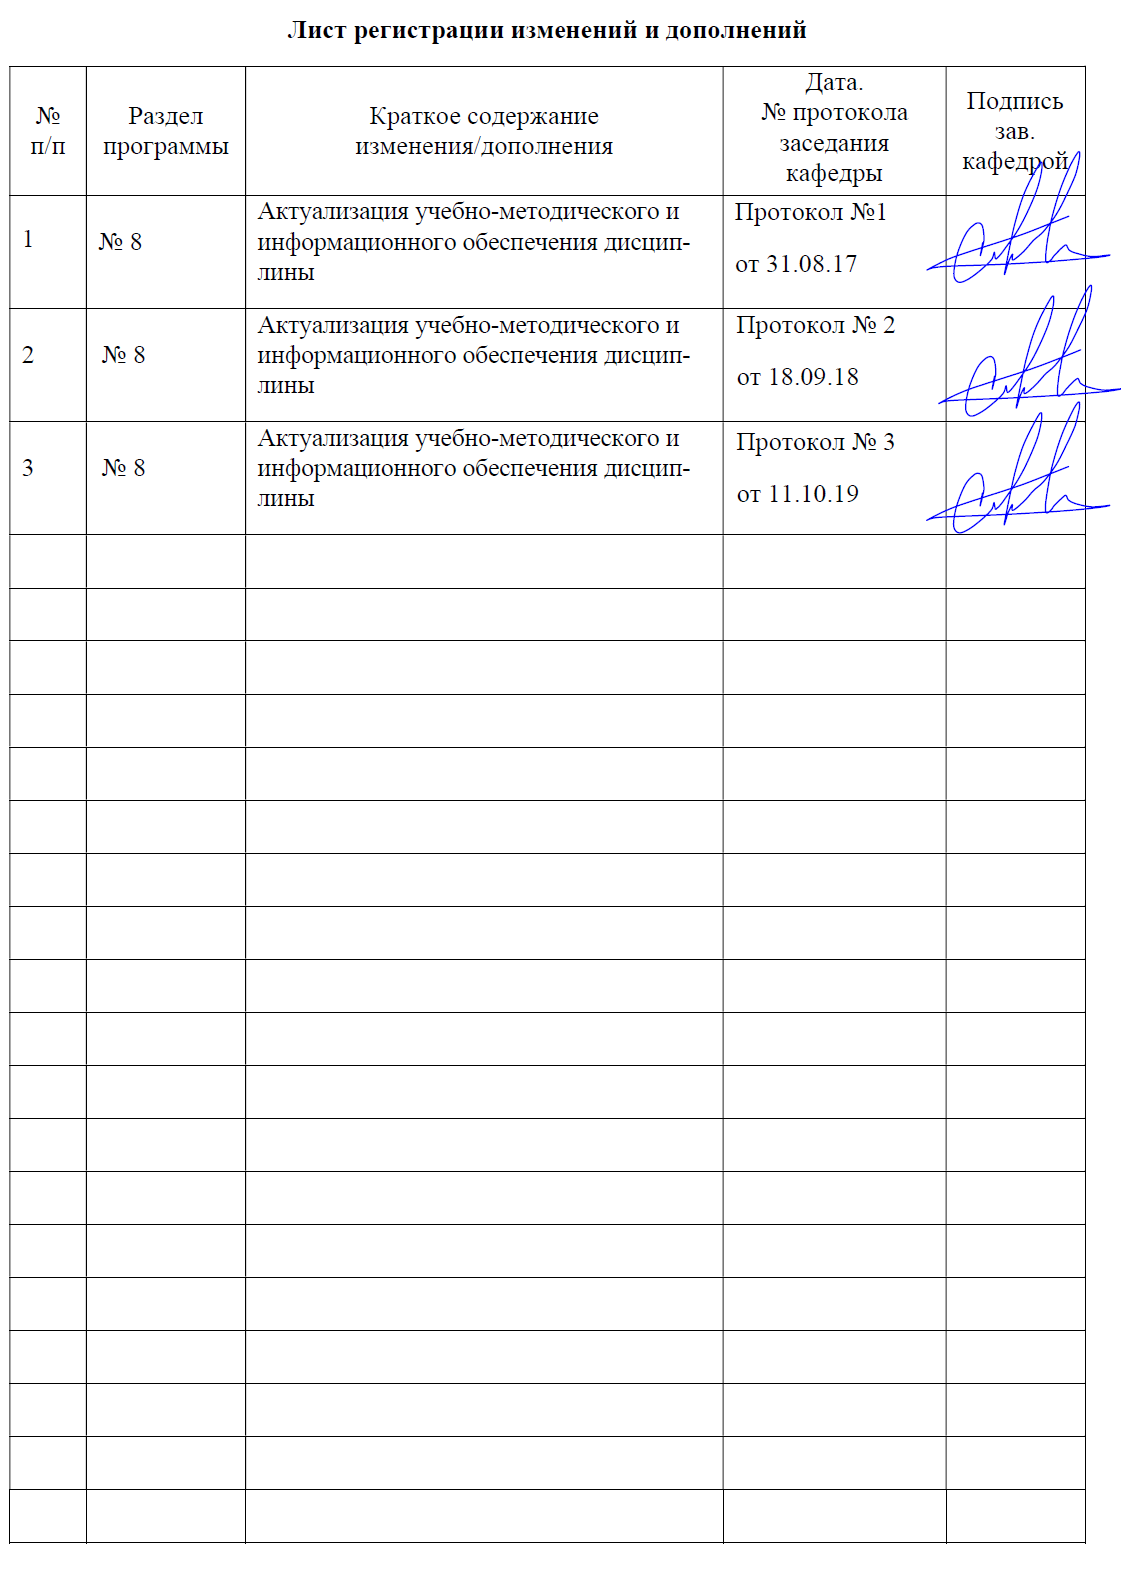 Лист регистрации изменений и дополнений
№
п/п
Раздел
программы
Краткое содержание
изменения/дополнения
Дата.
№ протокола
заседания
кафедры
Подпись
зав.
кафедрой
1
№ 8
Актуализация учебно-методического и
информационного обеспечения дисцип-
лины
Протокол №1
от 31.08.17
2
№ 8
Актуализация учебно-методического и
информационного обеспечения дисцип-
лины
Протокол № 2
от 18.09.18
3
№ 8
Актуализация учебно-методического и
информационного обеспечения дисцип-
лины
Протокол № 3
от 11.10.19